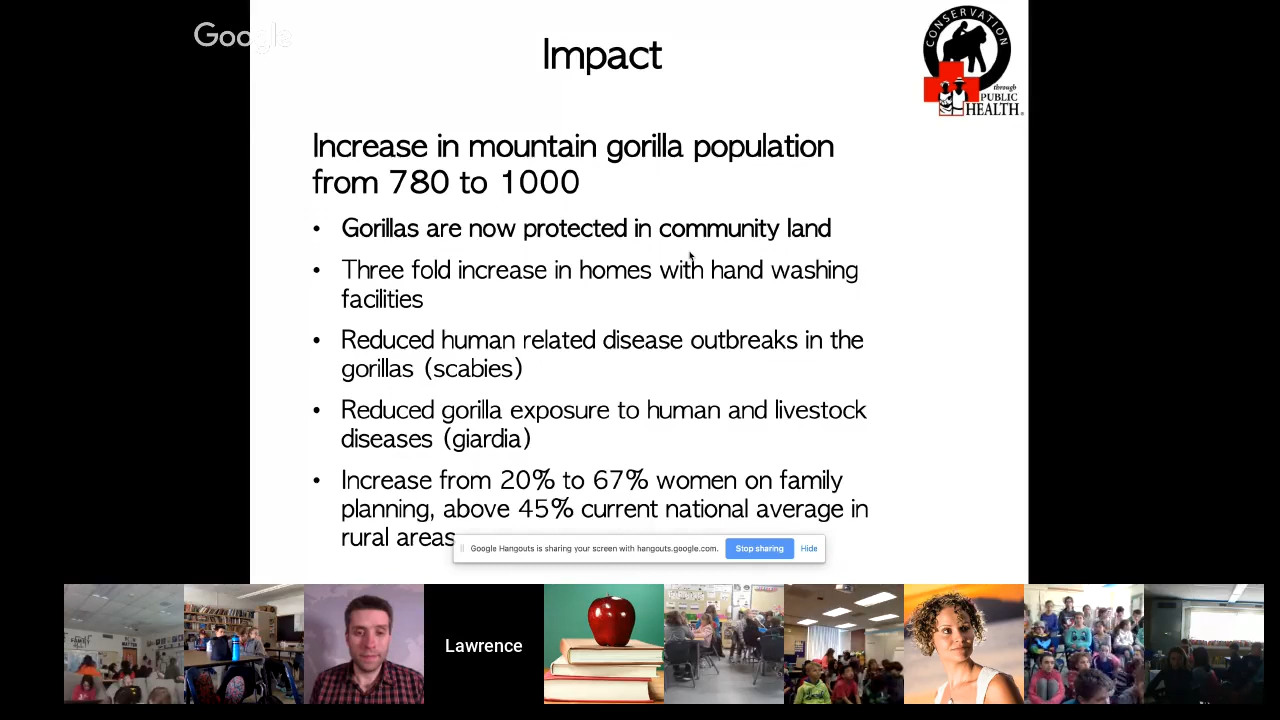 Google
Impact
CONSERVATION
through
PUBLIC
HEALTH
Increase in mountain gorilla population
from 780 to 1000
• Gorillas are now protected in community land
• Three fold increase in homes with hand washing
facilities
• Reduced human related disease outbreaks in the
gorillas (scabies)
• Reduced gorilla exposure to human and livestock
diseases (giardia)
• Increase from 20% to 67% women on family
planning, above 45% current national average in
rural areas
Google Hangouts is sharing your screen with hangouts.google.com.
Stop sharing
Hide
Lawrence